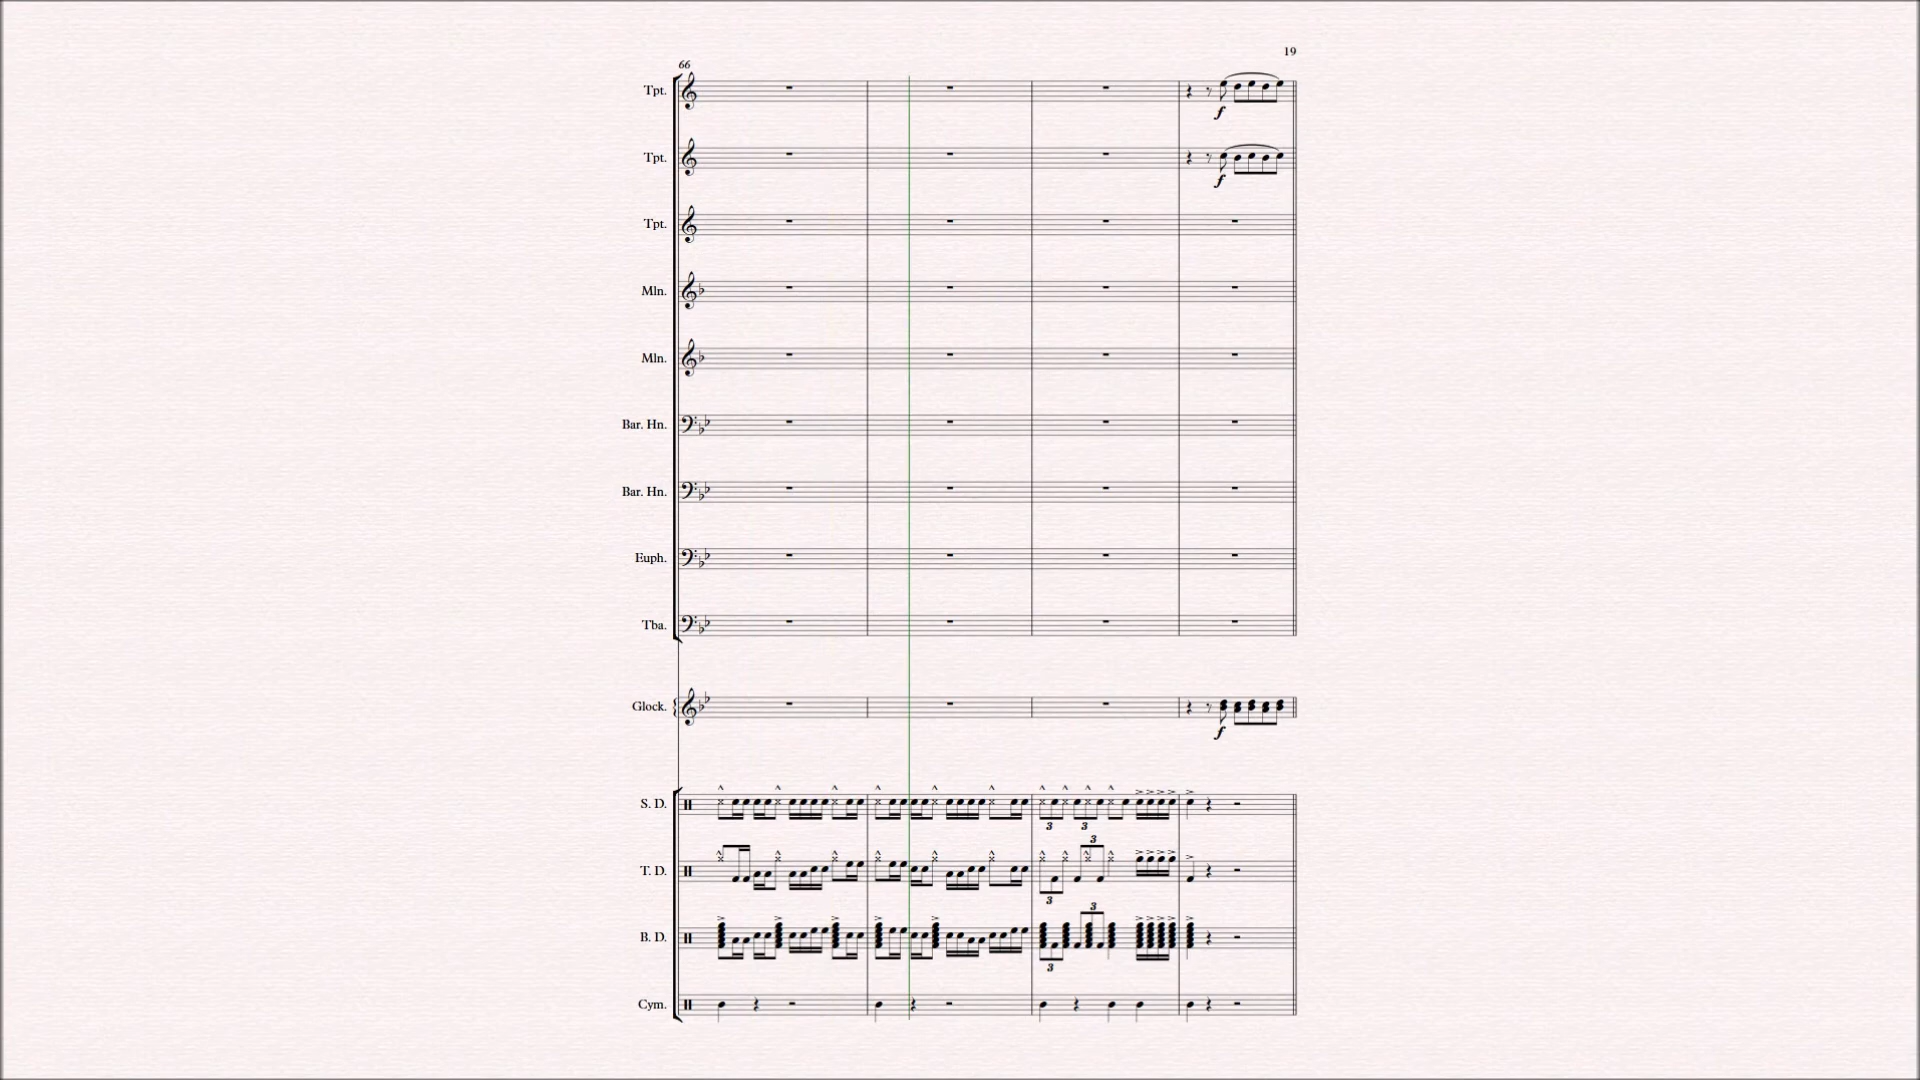 19
66
Tpt.
f
Tpt.
f
Tpt.
Mln.
Mln.
Bar. Hn.
Bar. Hn.
Euph.
Tba.
Glock.
f
S. D.
3 3
3
T. D.
3
3
B. D.
3
Cym.